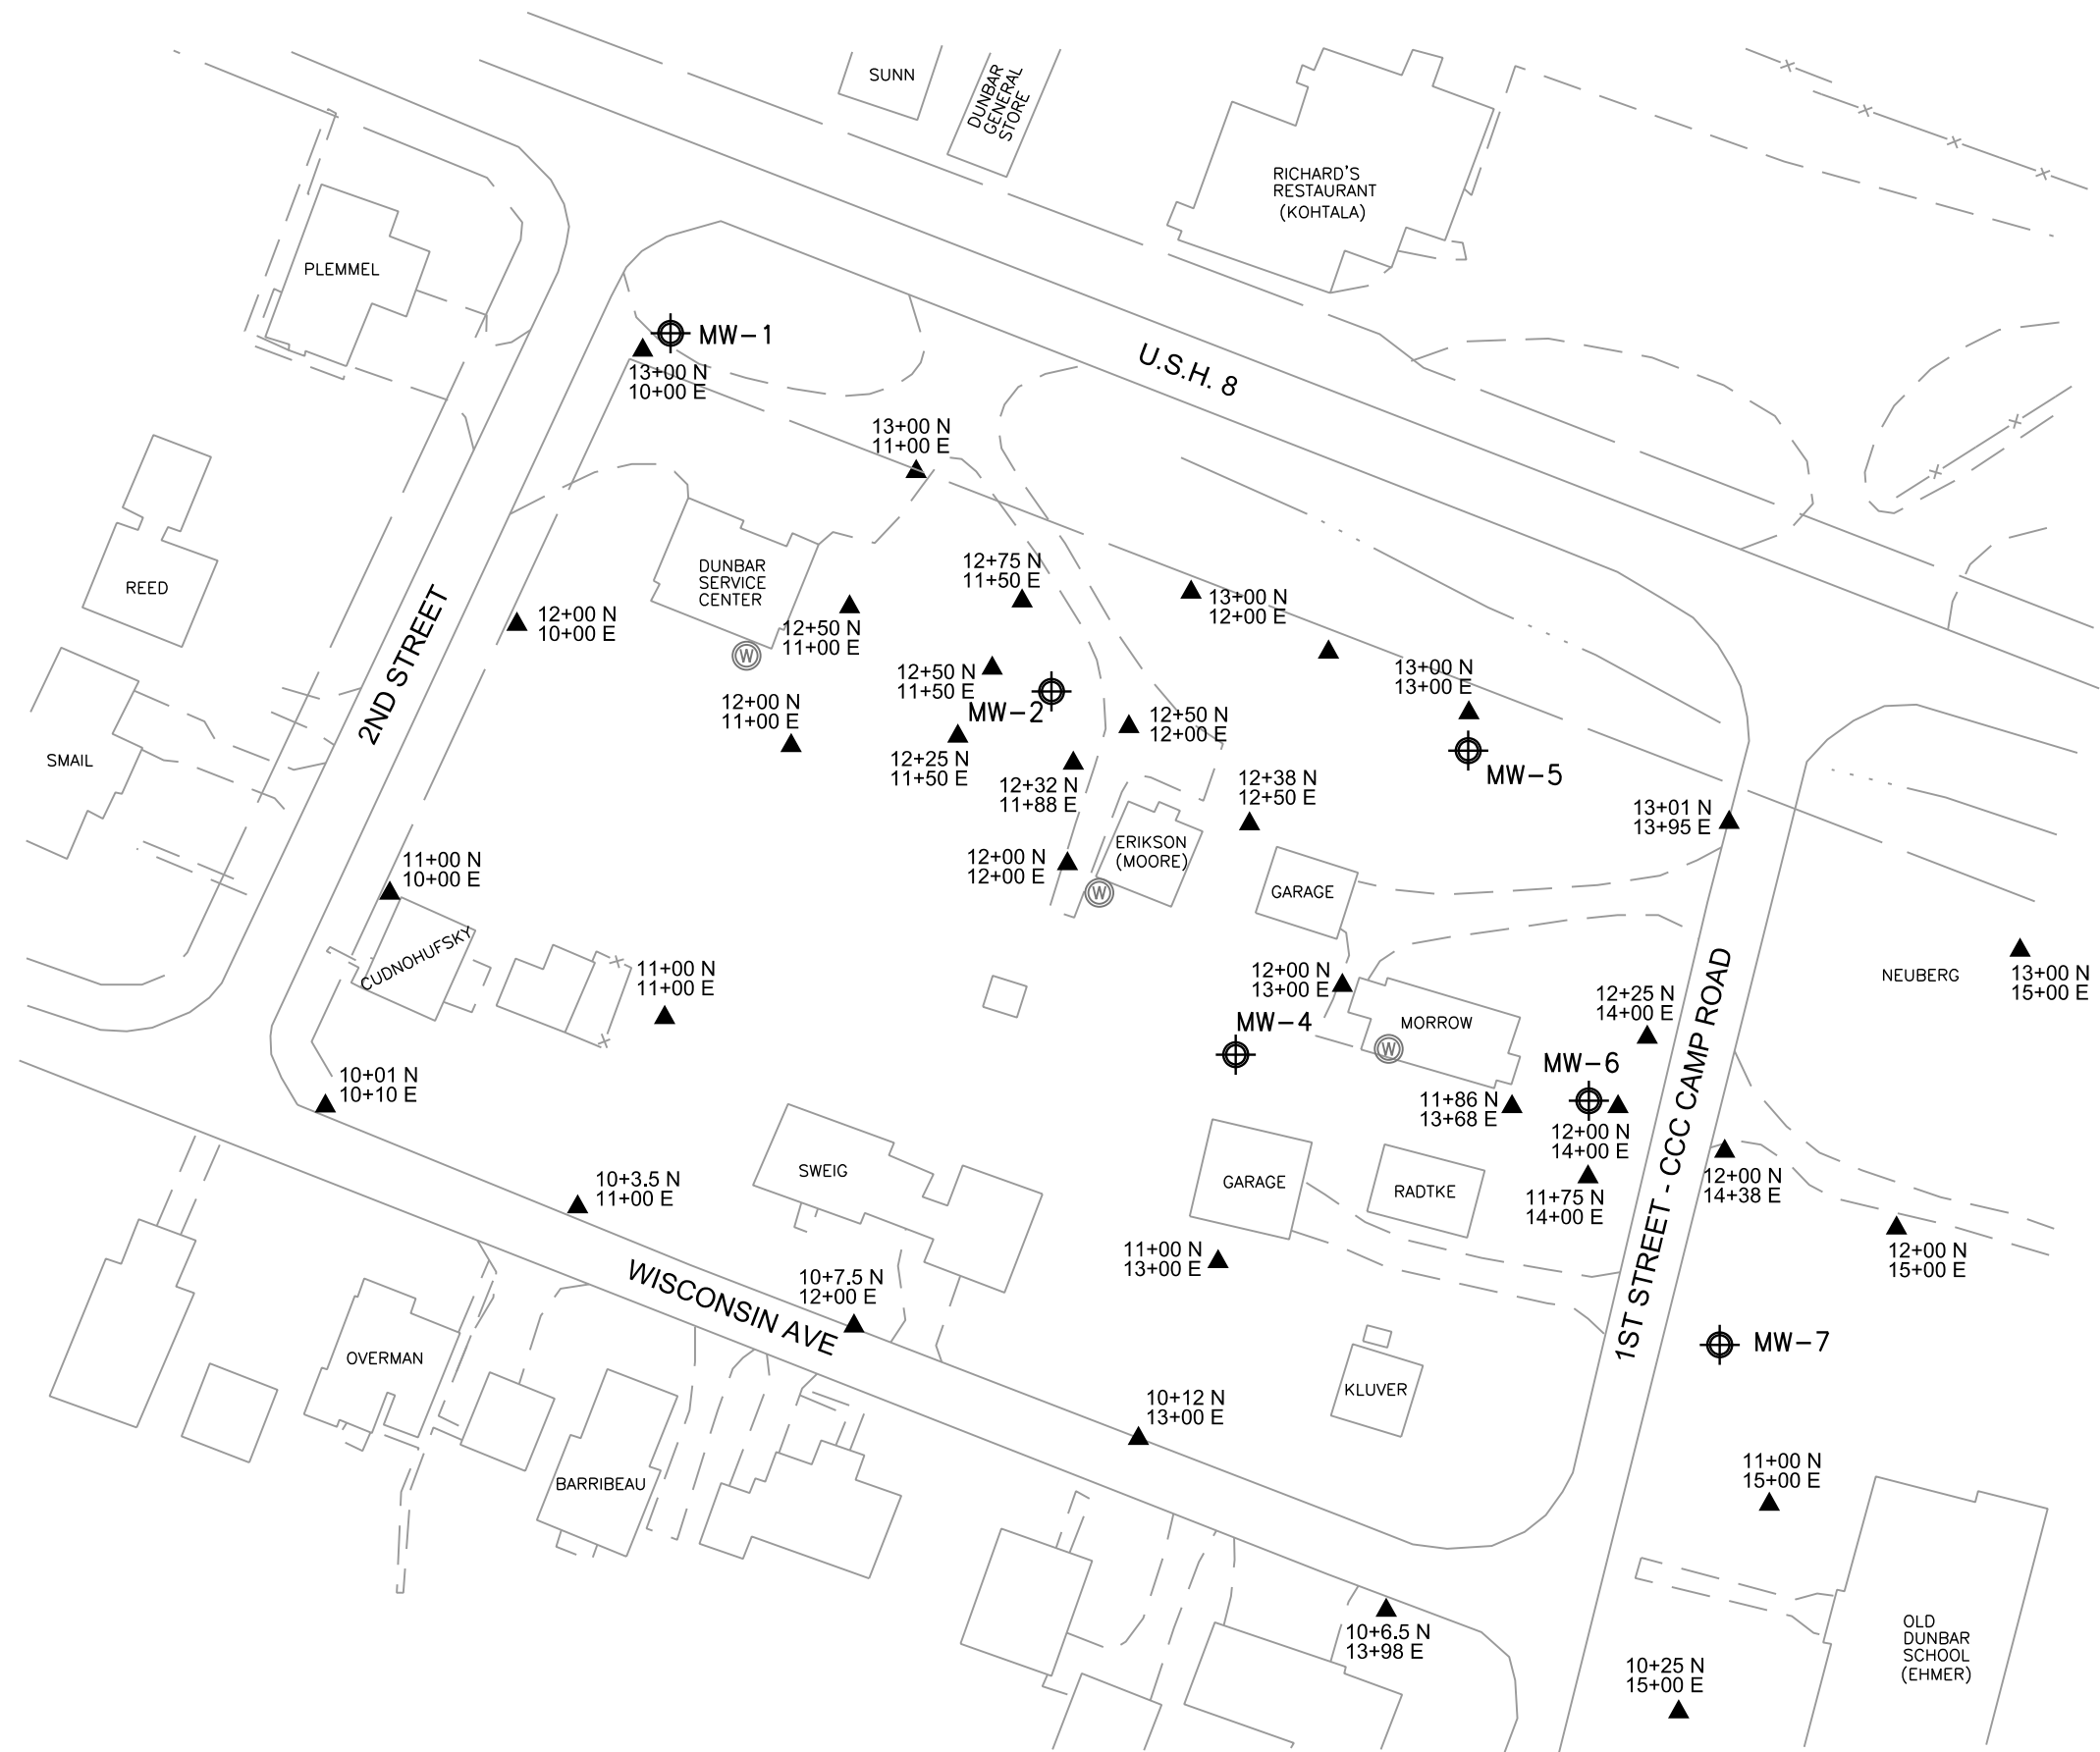 SUNN
DUNBAR
GENERAL
STORE
RICHARD'S
RESTAURANT
(KOHTALA)
PLEMMEL
MW-1
13+00 N
10+00 E
U.S.H. 8
13+00 N
11+00 E
REED
2ND STREET
12+00 N
10+00 E
DUNBAR
SERVICE
CENTER
W
12+50 N
11+00 E
12+75 N
11+50 E
13+00 N
12+00 E
12+50 N
11+50 E
MW-2
12+00 N
11+00 E
12+25 N
11+50 E
12+50 N
12+00 E
13+00 N
13+00 E
MW-5
SMAIL
12+32 N
11+88 E
12+38 N
12+50 E
13+01 N
13+95 E
11+00 N
10+00 E
12+00 N
12+00 E
ERIKSON
(MOORE)
W
GARAGE
CUDNOHUFSKY
11+00 N
11+00 E
12+00 N
13+00 E
MW-4
MORROW
W
12+25 N
14+00 E
NEUBERG
13+00 N
15+00 E
MW-6
10+01 N
10+10 E
11+86 N
13+68 E
12+00 N
14+00 E
1ST STREET - CCC CAMP ROAD
12+00 N
14+38 E
SWEIG
GARAGE
RADTKE
11+75 N
14+00 E
10+3.5 N
11+00 E
11+00 N
13+00 E
12+00 N
15+00 E
WISCONSIN AVE
10+7.5 N
12+00 E
MW-7
OVERMAN
KLUVER
10+12 N
13+00 E
BARRIBEAU
11+00 N
15+00 E
10+6.5 N
13+98 E
10+25 N
15+00 E
OLD
DUNBAR
SCHOOL
(EHMER)